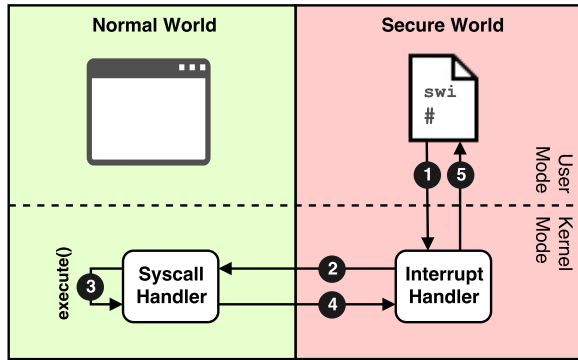 Normal World
Secure World
swi
#
1
5
User
Mode
Kernel
Mode
execute()
3
Syscall
Handler
2
4
Interrupt
Handler